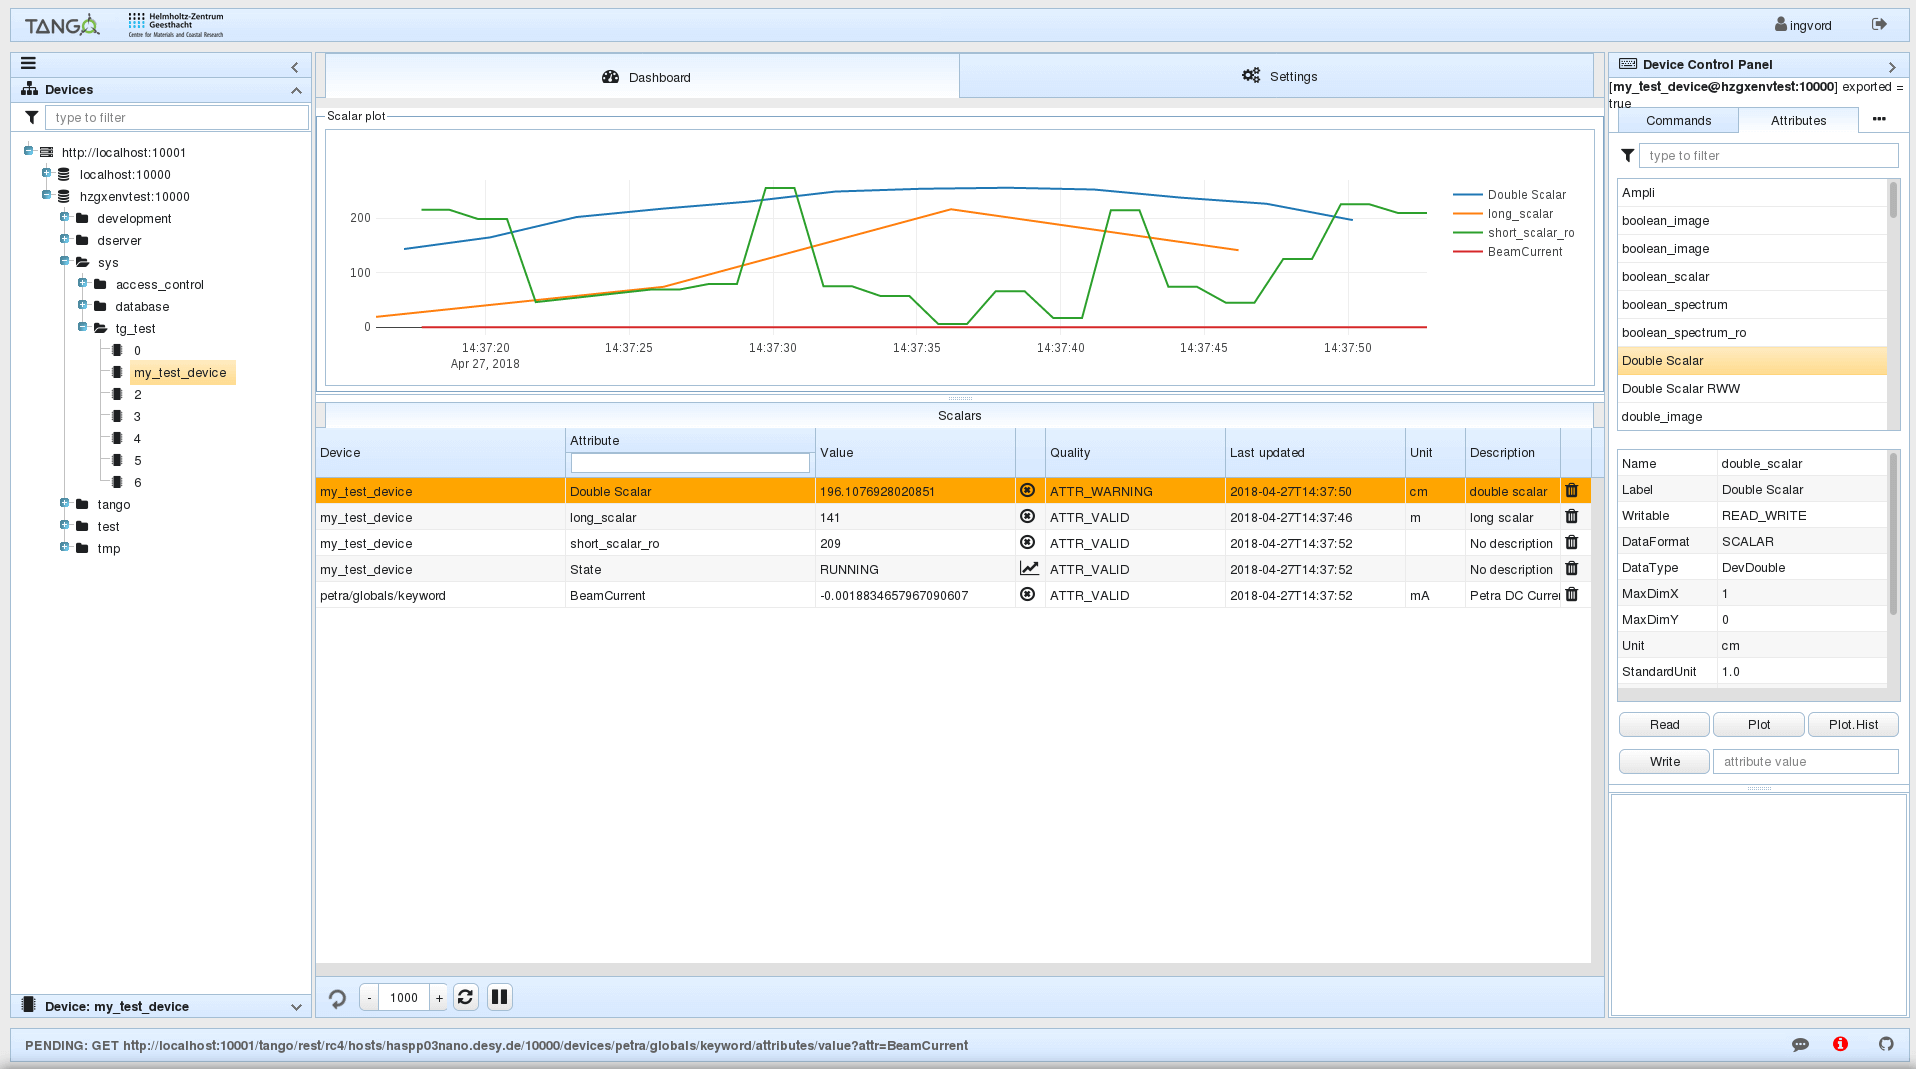 TANGO
Helmholtz-Zentrum
Geesthacht
Centre for Materials and Coastal Research
ingvord
Devices
type to filter
http://localhost:10001
localhost:10000
hzgxenvtest:10000
development
dserver
sys
access_control
database
tg_test
0
my_test_device
2
3
4
5
6
tango
test
tmp
Device: my_test_device
Dashboard
Settings
Scalar plot
200
100
0
14:37:20
14:37:25
14:37:30
14:37:35
14:37:40
14:37:45
14:37:50
Apr 27, 2018
Double Scalar
long_scalar
short_scalar_ro
BeamCurrent
Scalars
Device Attribute Value Quality Last updated Unit Description
my_test_device Double Scalar 196.1076928020851 ATTR_WARNING 2018-04-27T14:37:50 cm double scalar
my_test_device long_scalar 141 ATTR_VALID 2018-04-27T14:37:46 m long scalar
my_test_device short_scalar_ro 209 ATTR_VALID 2018-04-27T14:37:52 No description
my_test_device State RUNNING ATTR_VALID 2018-04-27T14:37:52 No description
petra/globals/keyword BeamCurrent -0.0018834657967090607 ATTR_VALID 2018-04-27T14:37:52 mA Petra DC Currer
- 1000 +
Device Control Panel
[my_test_device@hzgxenvtest:10000] exported =
true
Commands
Attributes
type to filter
Ampli
boolean_image
boolean_image
boolean_scalar
boolean_spectrum
boolean_spectrum_ro
Double Scalar
Double Scalar RWW
double_image
Name double_scalar
Label Double Scalar
Writable READ_WRITE
DataFormat SCALAR
DataType DevDouble
MaxDimX 1
MaxDimY 0
Unit cm
StandardUnit 1.0
Read Plot Plot.Hist
Write attribute value
PENDING: GET http://localhost:10001/tango/rest/rc4/hosts/haspp03nano.desy.de/10000/devices/petra/globals/keyword/attributes/value?attr=BeamCurrent